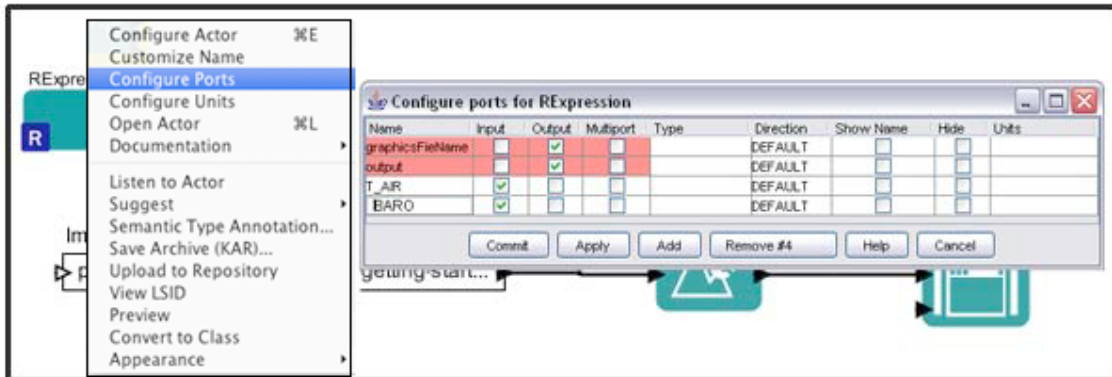 RExpre
R
Im
p
Configure Actor ⌘E
Customize Name
Configure Ports
Configure Units
Open Actor ⌘L
Documentation
Listen to Actor
Suggest
Semantic Type Annotation...
Save Archive (KAR)...
Upload to Repository
View LSID
Preview
Convert to Class
Appearance
Configure ports for RExpression
Name Input Output Multiport Type Direction Show Name Hide Units
graphicsFileName DEFAULT
output DEFAULT
T_AIR DEFAULT
BARO DEFAULT
Commit Apply Add Remove #4 Help Cancel
getting-start...